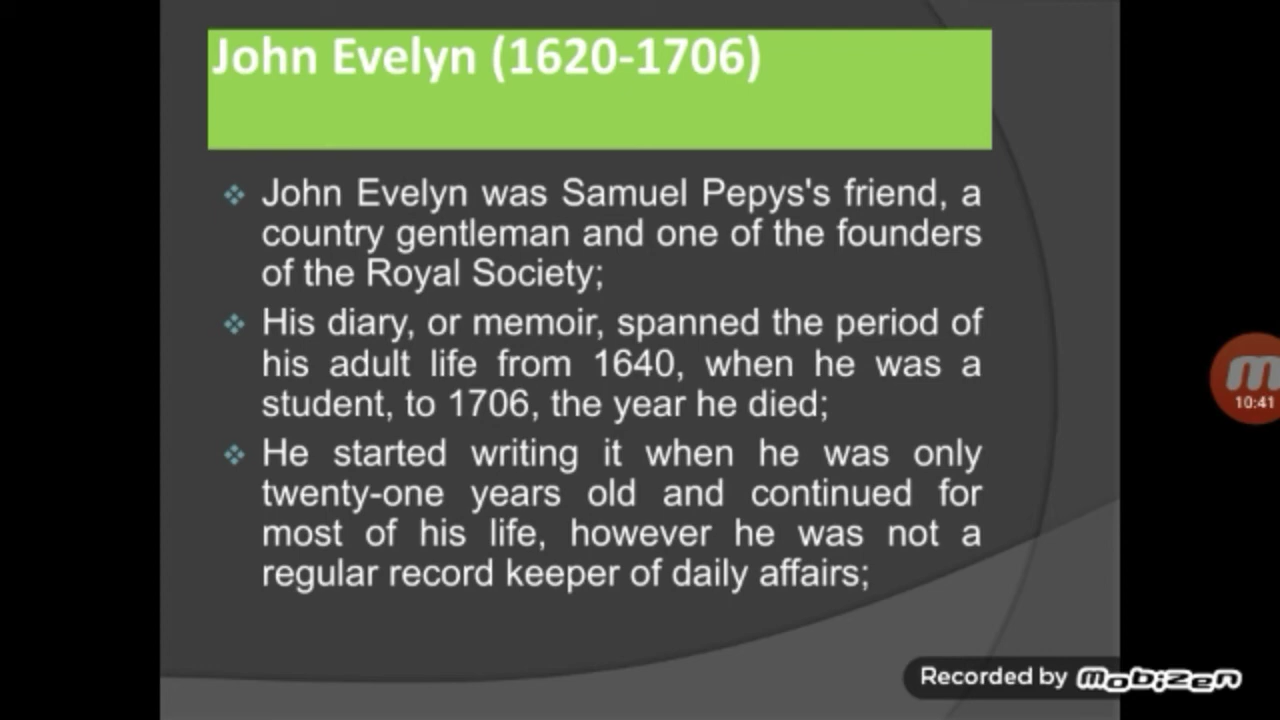 John Evelyn (1620-1706)
John Evelyn was Samuel Pepys's friend, a
country gentleman and one of the founders
of the Royal Society;
His diary, or memoir, spanned the period of
his adult life from 1640, when he was a
student, to 1706, the year he died;
He started writing it when he was only
twenty-one years old and continued for
most of his life, however he was not a
regular record keeper of daily affairs;
10:41
Recorded by Mobizen